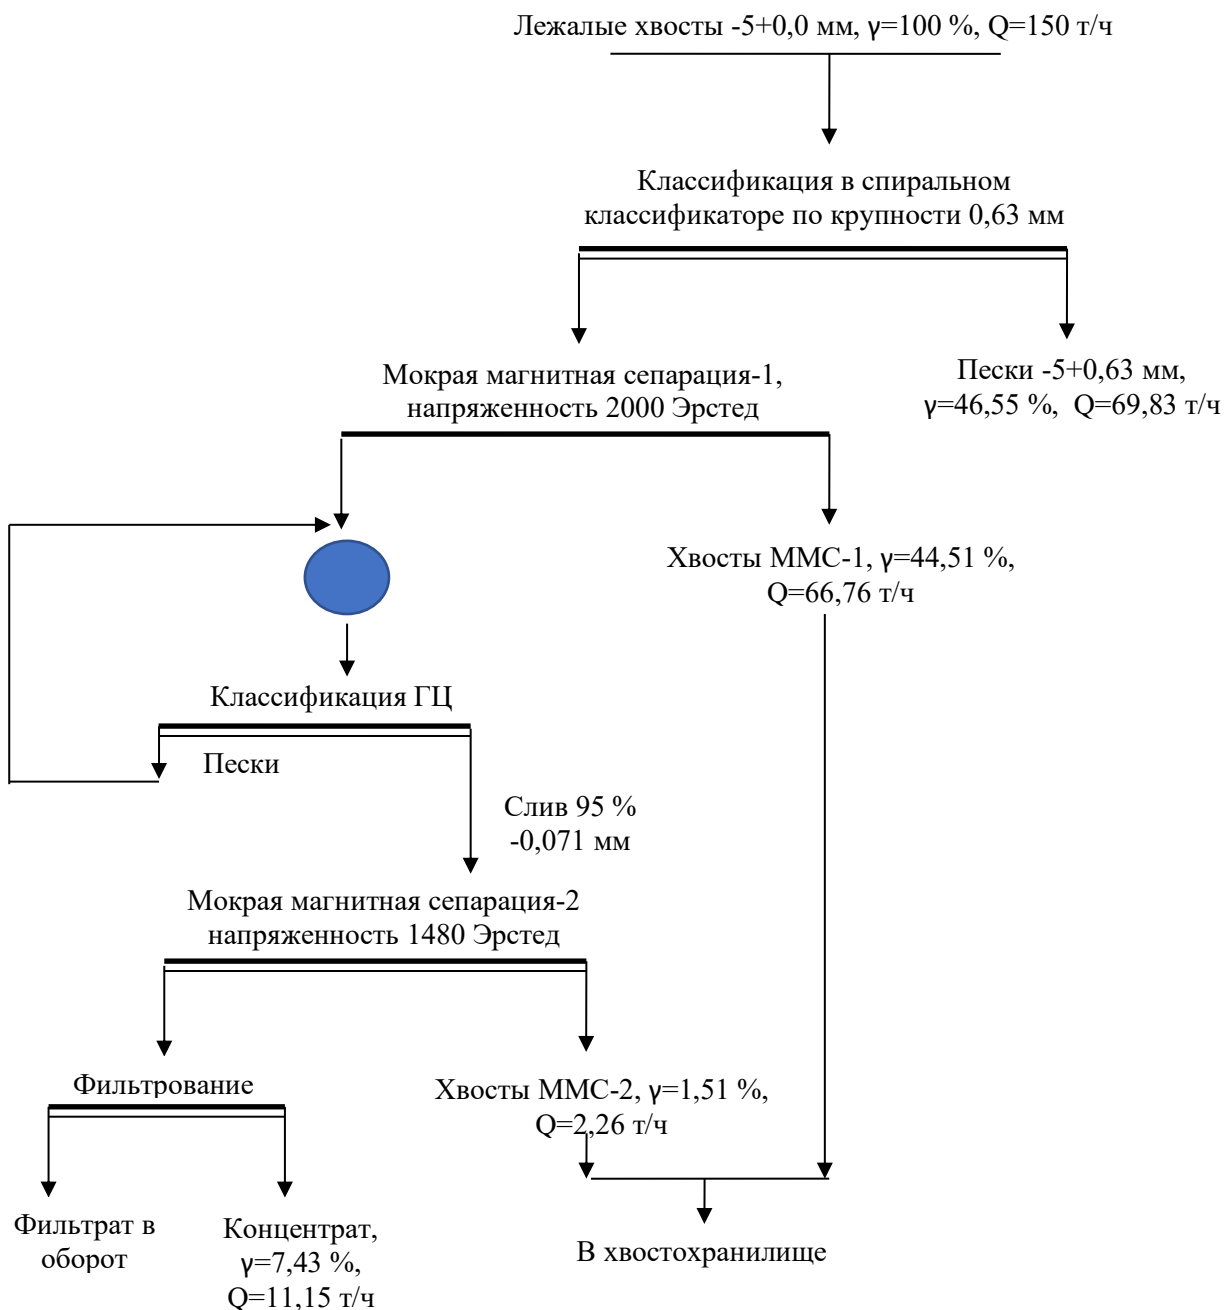 Лежалые хвосты -5+0,0 мм, γ=100 %, Q=150 т/ч
Классификация в спиральном
классификаторе по крупности 0,63 мм
Мокрая магнитная сепарация-1,
напряженность 2000 Эрстед
Пески -5+0,63 мм,
γ=46,55 %, Q=69,83 т/ч
Хвосты ММС-1, γ=44,51 %,
Q=66,76 т/ч
Классификация ГЦ
Пески
Слив 95 %
-0,071 мм
Мокрая магнитная сепарация-2
напряженность 1480 Эрстед
Фильтрование
Хвосты ММС-2, γ=1,51 %,
Q=2,26 т/ч
Фильтрат в
оборот
Концентрат,
γ=7,43 %,
Q=11,15 т/ч
В хвостохранилище